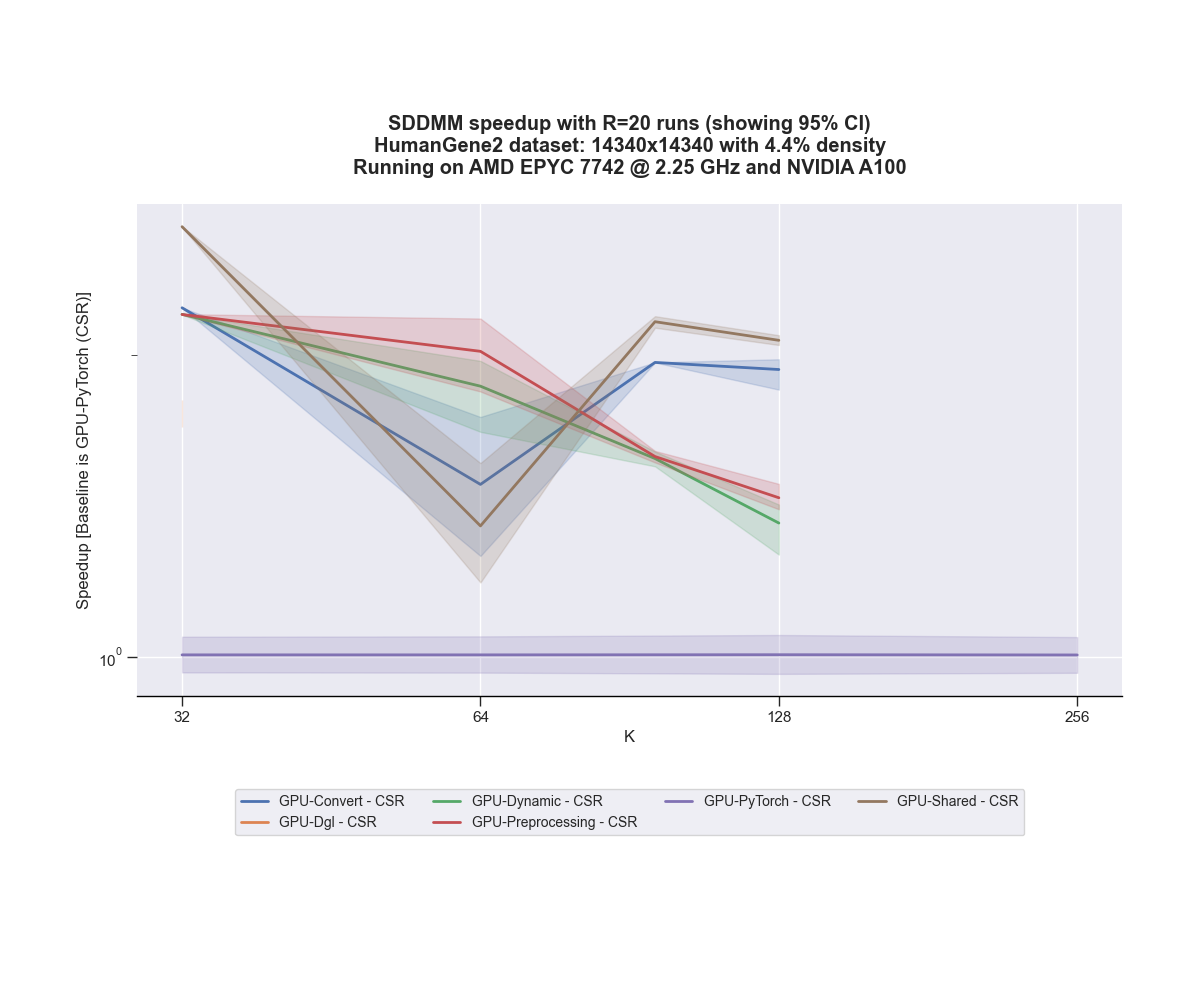 SDDMM speedup with R=20 runs (showing 95% CI)
HumanGene2 dataset: 14340x14340 with 4.4% density
Running on AMD EPYC 7742 @ 2.25 GHz and NVIDIA A100
Speedup [Baseline is GPU-PyTorch (CSR)]
10⁰
32 64 128 256
K
GPU-Convert - CSR GPU-Dynamic - CSR GPU-PyTorch - CSR GPU-Shared - CSR
GPU-Dgl - CSR GPU-Preprocessing - CSR